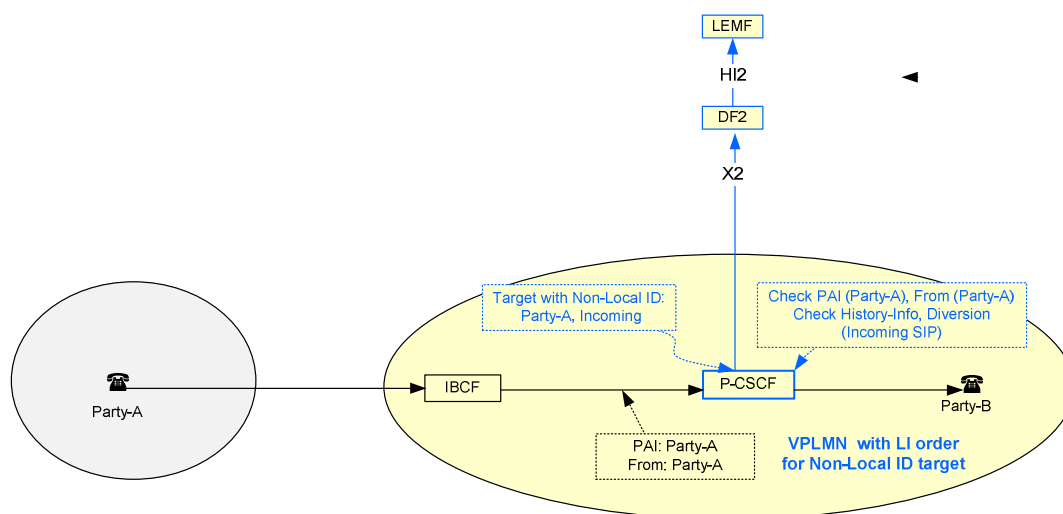 LEMF
HI2
DF2
X2
Target with Non-Local ID:
Party-A, Incoming
Check PAI (Party-A), From (Party-A)
Check History-Info, Diversion
(Incoming SIP)
Party-A
IBCF
P-CSCF
Party-B
PAI: Party-A
From: Party-A
VPLMN with LI order
for Non-Local ID target